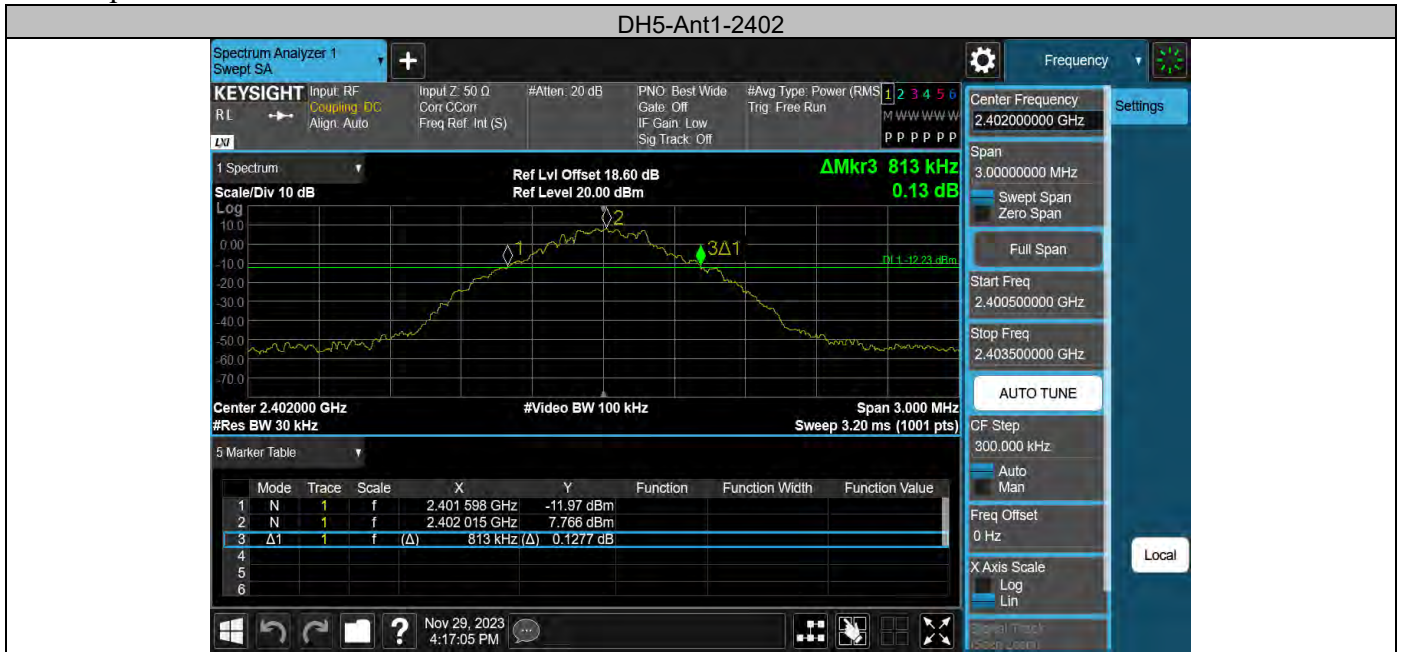 DH5-Ant1-2402
Spectrum Analyzer 1
Swept SA
Frequency
KEYSIGHT
RL
LXI
Input: RF
Coupling: DC
Align: Auto
Input Z: 50 Ω
Corr CCorr
Freq Ref: Int (S)
#Atten: 20 dB
PNO: Best Wide
Gate: Off
IF Gain: Low
Sig Track: Off
#Avg Type: Power (RMS
Trig: Free Run
1 2 3 4 5 6
M W W W W W
P P P P P P
1 Spectrum
Scale/Div 10 dB
Ref Lvl Offset 18.60 dB
Ref Level 20.00 dBm
ΔMkr3 813 kHz
0.13 dB
Log
10.0
0.00
-10.0
-20.0
-30.0
-40.0
-50.0
-60.0
-70.0
1
2
3Δ1
DL1 -12.23 dBm
Center 2.402000 GHz
#Video BW 100 kHz
Span 3.000 MHz
#Res BW 30 kHz
Sweep 3.20 ms (1001 pts)
5 Marker Table
Mode Trace Scale X Y Function Function Width Function Value
1 N 1 f 2.401 598 GHz -11.97 dBm
2 N 1 f 2.402 015 GHz 7.766 dBm
3 Δ1 1 f (Δ) 813 kHz (Δ) 0.1277 dB
4
5
6
Nov 29, 2023
4:17:05 PM
Center Frequency
2.402000000 GHz
Settings
Span
3.00000000 MHz
Swept Span
Zero Span
Full Span
Start Freq
2.400500000 GHz
Stop Freq
2.403500000 GHz
AUTO TUNE
CF Step
300.000 kHz
Auto
Man
Freq Offset
0 Hz
X Axis Scale
Log
Lin
Signal Track
(Span Zoom)
Local